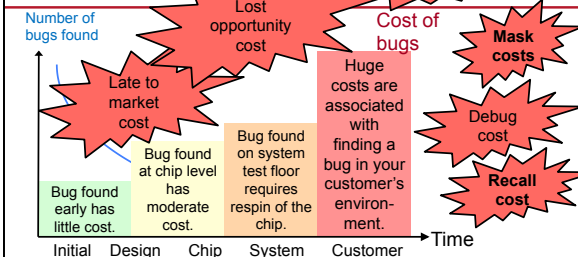 Number of
bugs found
Lost
opportunity
cost
Cost of
bugs
Mask
costs
Late to
market
cost
Debug
cost
Recall
cost
Bug found
early has
little cost.
Bug found
at chip level
has
moderate
cost.
Bug found
on system
test floor
requires
respin of the
chip.
Huge
costs are
associated
with
finding a
bug in your
customer's
environ-
ment.
Time
Initial Design Chip System Customer